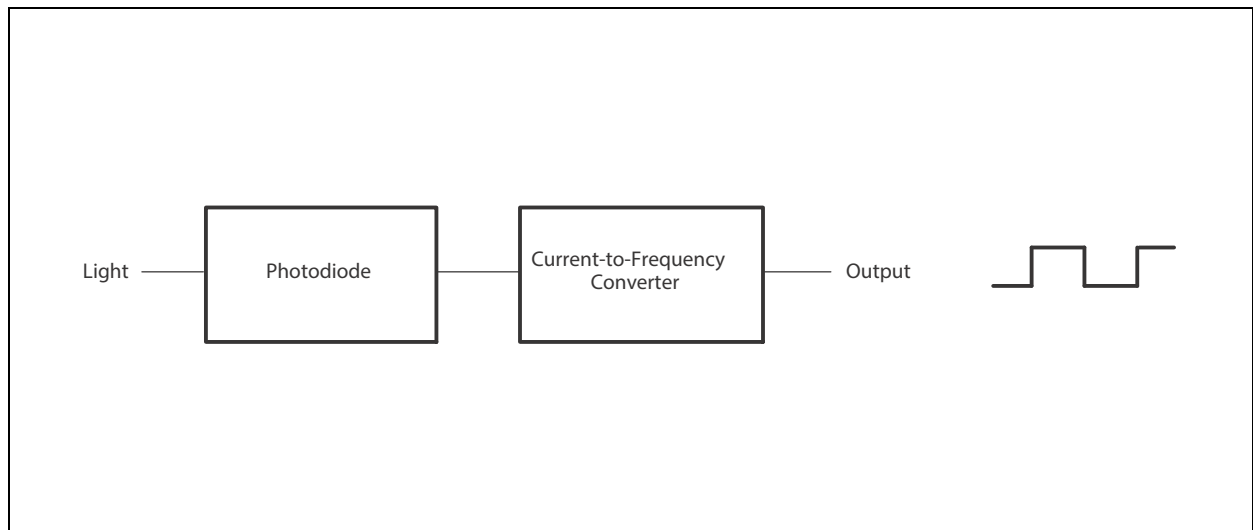 Light
Photodiode
Current-to-Frequency
Converter
Output